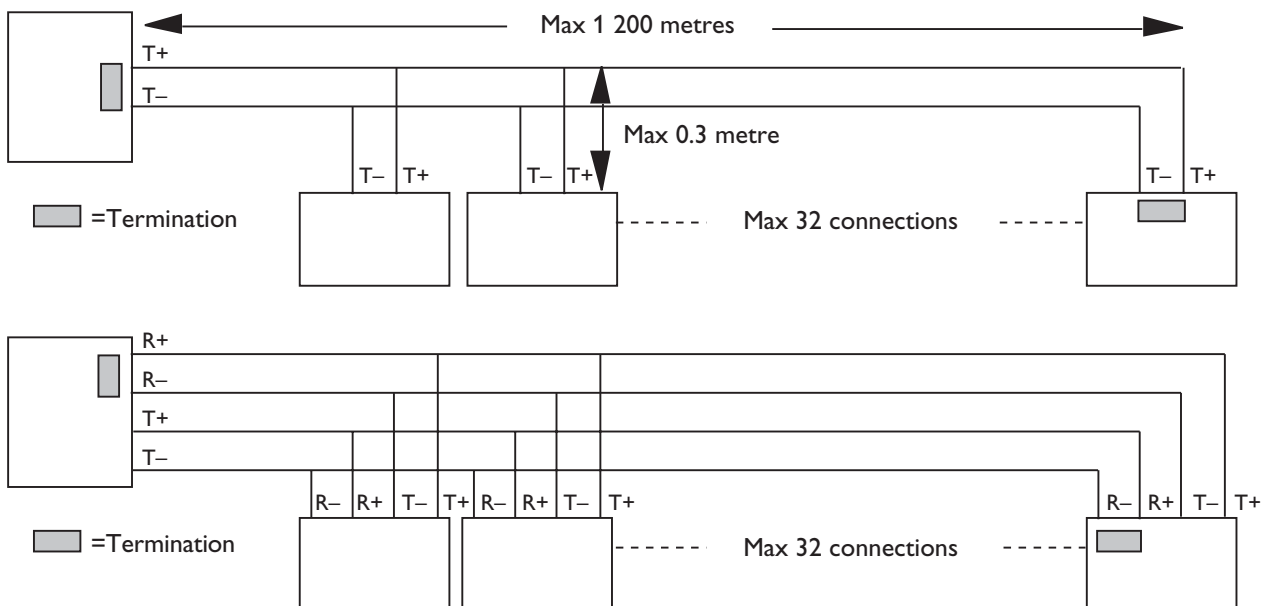 Max 1 200 metres
T+
T–
Max 0.3 metre
T– T+ T– T+ T– T+
=Termination
Max 32 connections
R+
R–
T+
T–
R– R+ T– T+ R– R+ T– T+ R– R+ T– T+
=Termination
Max 32 connections